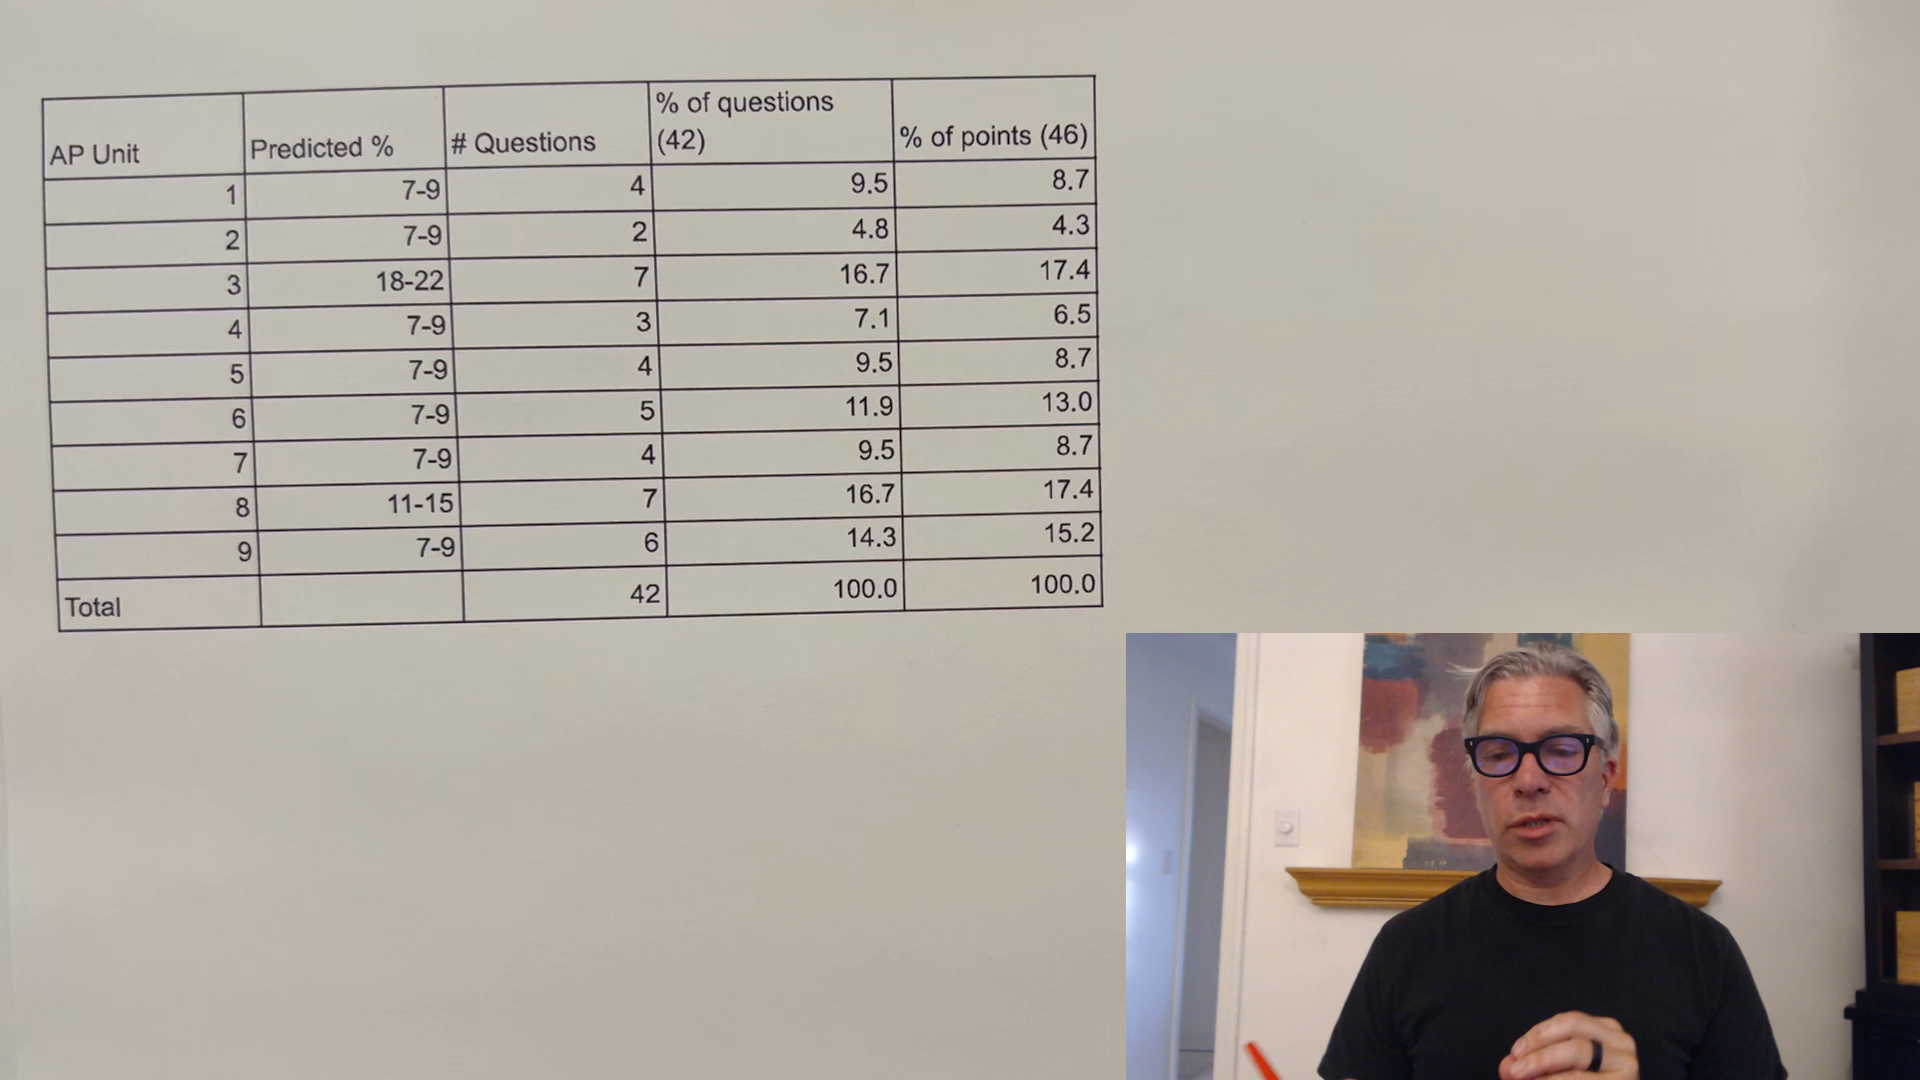 AP Unit Predicted % # Questions % of questions (42) % of points (46)
1 7-9 4 9.5 8.7
2 7-9 2 4.8 4.3
3 18-22 7 16.7 17.4
4 7-9 3 7.1 6.5
5 7-9 4 9.5 8.7
6 7-9 5 11.9 13.0
7 7-9 4 9.5 8.7
8 11-15 7 16.7 17.4
9 7-9 6 14.3 15.2
Total 42 100.0 100.0